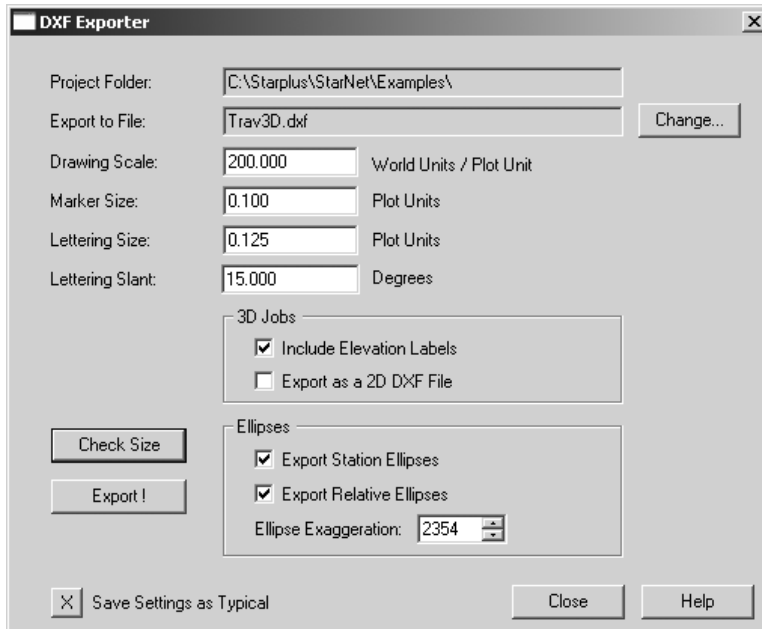 DXF Exporter
Project Folder: C:\Starplus\StarNet\Examples\
Export to File: Trav3D.dxf Change...
Drawing Scale: 200.000 World Units / Plot Unit
Marker Size: 0.100 Plot Units
Lettering Size: 0.125 Plot Units
Lettering Slant: 15.000 Degrees
3D Jobs
Include Elevation Labels
Export as a 2D DXF File
Check Size
Export !
Ellipses
Export Station Ellipses
Export Relative Ellipses
Ellipse Exaggeration: 2354
X Save Settings as Typical Close Help